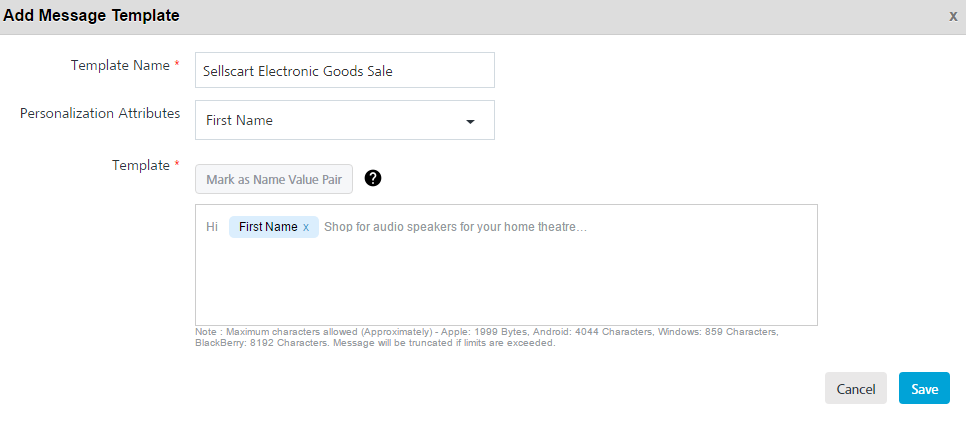 Add Message Template x
Template Name *
Sellscart Electronic Goods Sale
Personalization Attributes
First Name
Template *
Mark as Name Value Pair ?
Hi First Name x Shop for audio speakers for your home theatre…
Note : Maximum characters allowed (Approximately) - Apple: 1999 Bytes, Android: 4044 Characters, Windows: 859 Characters,
BlackBerry: 8192 Characters. Message will be truncated if limits are exceeded.
Cancel Save